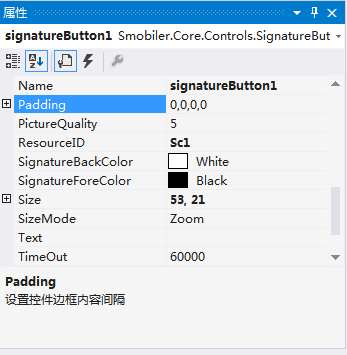 属性
signatureButton1 Smobiler.Core.Controls.SignatureBut
Name signatureButton1
Padding 0,0,0,0
PictureQuality 5
ResourceID Sc1
SignatureBackColor White
SignatureForeColor Black
Size 53, 21
SizeMode Zoom
Text
TimeOut 60000
Padding
设置控件边框内容间隔